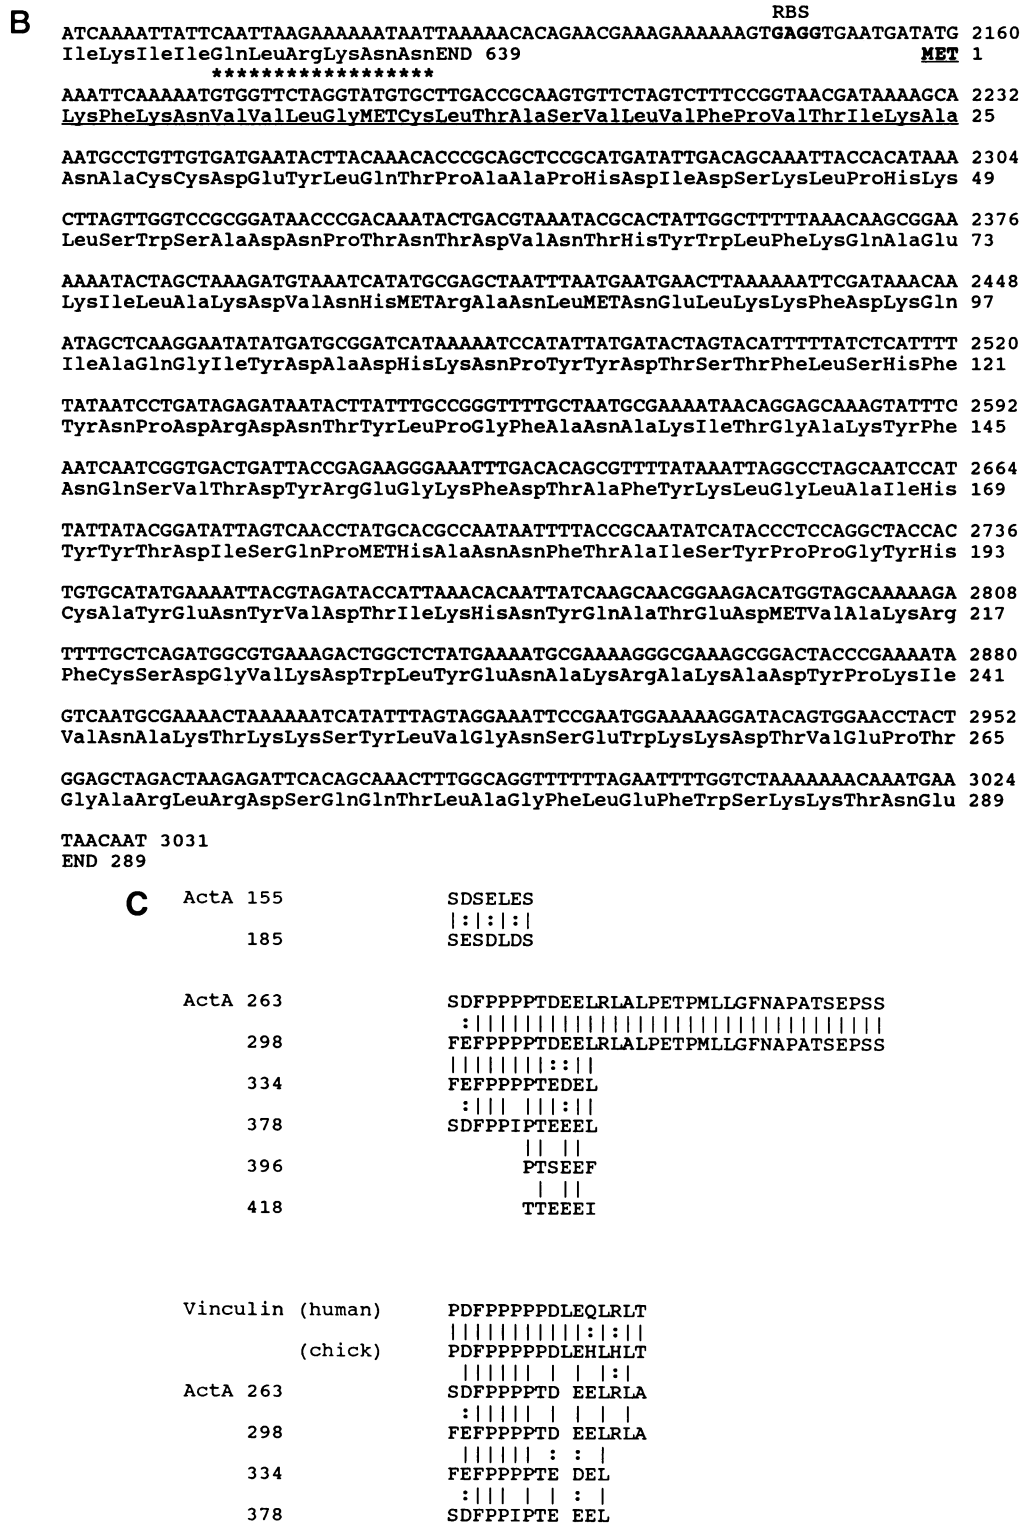 B
RBS
ATCAAAATTATTCAATTAAGAAAAAATAATTAAAAACACAGAACGAAAGAAAAAAGTGAGGTGAATGATATG 2160
IleLysIleIleGlnLeuArgLysAsnAsnEND 639 MET 1
******************
AAATTCAAAAATGTGGTTCTAGGTATGTGCTTGACCGCAAGTGTTCTAGTCTTTCCGGTAACGATAAAAGCA 2232
LysPheLysAsnValValLeuGlyMETCysLeuThrAlaSerValLeuValPheProValThrIleLysAla 25
AATGCCTGTTGTGATGAATACTTACAAACACCCGCAGCTCCGCATGATATTGACAGCAAATTACCACATAAA 2304
AsnAlaCysCysAspGluTyrLeuGlnThrProAlaAlaProHisAspIleAspSerLysLeuProHisLys 49
CTTAGTTGGTCCGCGGATAACCCGACAAATACTGACGTAAATACGCACTATTGGCTTTTTAAACAAGCGGAA 2376
LeuSerTrpSerAlaAspAsnProThrAsnThrAspValAsnThrHisTyrTrpLeuPheLysGlnAlaGlu 73
AAAATACTAGCTAAAGATGTAAATCATATGCGAGCTAATTTAATGAATGAACTTAAAAAATTCGATAAACAA 2448
LysIleLeuAlaLysAspValAsnHisMETArgAlaAsnLeuMETAsnGluLeuLysLysPheAspLysGln 97
ATAGCTCAAGGAATATATGATGCGGATCATAAAAATCCATATTATGATACTAGTACATTTTTATCTCATTTT 2520
IleAlaGlnGlyIleTyrAspAlaAspHisLysAsnProTyrTyrAspThrSerThrPheLeuSerHisPhe 121
TATAATCCTGATAGAGATAATACTTATTTGCCGGGTTTTGCTAATGCGAAAATAACAGGAGCAAAGTATTTC 2592
TyrAsnProAspArgAspAsnThrTyrLeuProGlyPheAlaAsnAlaLysIleThrGlyAlaLysTyrPhe 145
AATCAATCGGTGACTGATTACCGAGAAGGGAAATTTGACACAGCGTTTTATAAATTAGGCCTAGCAATCCAT 2664
AsnGlnSerValThrAspTyrArgGluGlyLysPheAspThrAlaPheTyrLysLeuGlyLeuAlaIleHis 169
TATTATACGGATATTAGTCAACCTATGCACGCCAATAATTTTACCGCAATATCATACCCTCCAGGCTACCAC 2736
TyrTyrThrAspIleSerGlnProMETHisAlaAsnAsnPheThrAlaIleSerTyrProProGlyTyrHis 193
TGTGCATATGAAAATTACGTAGATACCATTAAACACAATTATCAAGCAACGGAAGACATGGTAGCAAAAAGA 2808
CysAlaTyrGluAsnTyrValAspThrIleLysHisAsnTyrGlnAlaThrGluAspMETValAlaLysArg 217
TTTTGCTCAGATGGCGTGAAAGACTGGCTCTATGAAAATGCGAAAAGGGCGAAAGCGGACTACCCGAAAATA 2880
PheCysSerAspGlyValLysAspTrpLeuTyrGluAsnAlaLysArgAlaLysAlaAspTyrProLysIle 241
GTCAATGCGAAAACTAAAAAATCATATTTAGTAGGAAATTCCGAATGGAAAAAGGATACAGTGGAACCTACT 2952
ValAsnAlaLysThrLysLysSerTyrLeuValGlyAsnSerGluTrpLysLysAspThrValGluProThr 265
GGAGCTAGACTAAGAGATTCACAGCAAACTTTGGCAGGTTTTTTAGAATTTTGGTCTAAAAAAACAAATGAA 3024
GlyAlaArgLeuArgAspSerGlnGlnThrLeuAlaGlyPheLeuGluPheTrpSerLysLysThrAsnGlu 289
TAACAAT 3031
END 289
C
ActA 155 SDSELES
|:|:|:|
185 SESDLDS
ActA 263 SDFPPPPTDEELRLALPETPMLLGFNAPATSEPSS
:|||||||||||||||||||||||||||||||||
298 FEFPPPPTDEELRLALPETPMLLGFNAPATSEPSS
||||||||::||
334 FEFPPPPTEDEL
:||| |||:||
378 SDFPPIPTEEEL
|| ||
396 PTSEEF
| ||
418 TTEEEI
Vinculin (human) PDFPPPPPDLEQLRLT
|||||||||||:|:||
(chick) PDFPPPPPDLEHLHLT
|||||| | | |:|
ActA 263 SDFPPPPTD EELRLA
:||||| | | | |
298 FEFPPPPTD EELRLA
|||||| : : |
334 FEFPPPPTE DEL
:||| | | : |
378 SDFPPIPTE EEL